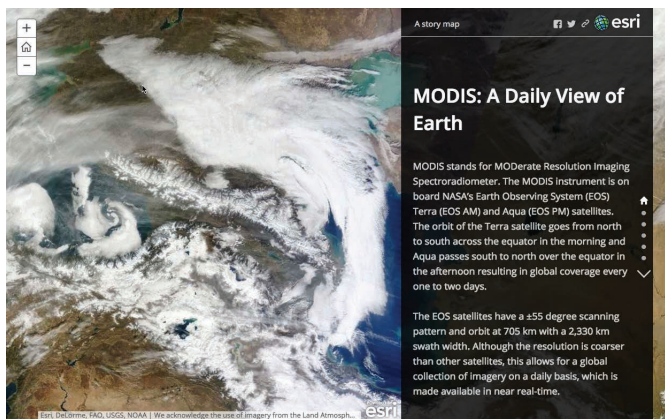 A story map
esri
MODIS: A Daily View of
Earth
MODIS stands for MODerate Resolution Imaging
Spectroradiometer. The MODIS instrument is on
board NASA's Earth Observing System (EOS)
Terra (EOS AM) and Aqua (EOS PM) satellites.
The orbit of the Terra satellite goes from north
to south across the equator in the morning and
Aqua passes south to north over the equator in
the afternoon resulting in global coverage every
one to two days.
The EOS satellites have a ±55 degree scanning
pattern and orbit at 705 km with a 2,330 km
swath width. Although the resolution is coarser
than other satellites, this allows for a global
collection of imagery on a daily basis, which is
made available in near real-time.
Esri, DeLorme, FAO, USGS, NOAA | We acknowledge the use of imagery from the Land Atmosph...
esri